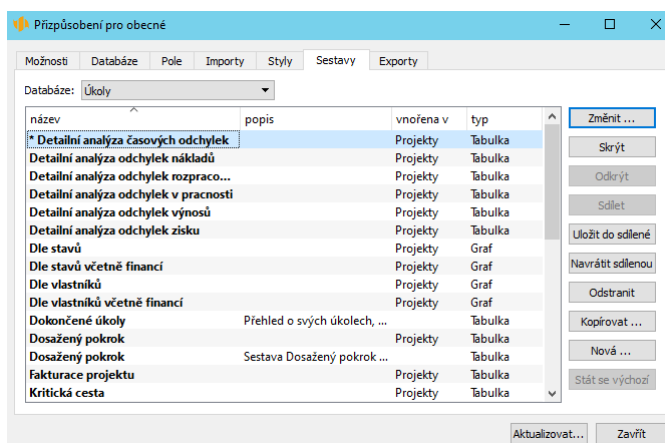 Přizpůsobení pro obecné
Možnosti Databáze Pole Importy Styly Sestavy Exporty
Databáze: Úkoly
název popis vnořena v typ
* Detailní analýza časových odchylek Projekty Tabulka
Detailní analýza odchylek nákladů Projekty Tabulka
Detailní analýza odchylek rozpraco... Projekty Tabulka
Detailní analýza odchylek v pracnosti Projekty Tabulka
Detailní analýza odchylek výnosů Projekty Tabulka
Detailní analýza odchylek zisku Projekty Tabulka
Dle stavů Projekty Graf
Dle stavů včetně financí Projekty Graf
Dle vlastníků Projekty Graf
Dle vlastníků včetně financí Projekty Graf
Dokončené úkoly Přehled o svých úkolech, ... Tabulka
Dosažený pokrok Projekty Tabulka
Dosažený pokrok Sestava Dosažený pokrok ... Tabulka
Fakturace projektu Projekty Tabulka
Kritická cesta Projekty Tabulka
Změnit ...
Skrýt
Odkrýt
Sdílet
Uložit do sdílené
Navrátit sdílenou
Odstranit
Kopírovat ...
Nová ...
Stát se výchozí
Aktualizovat... Zavřít